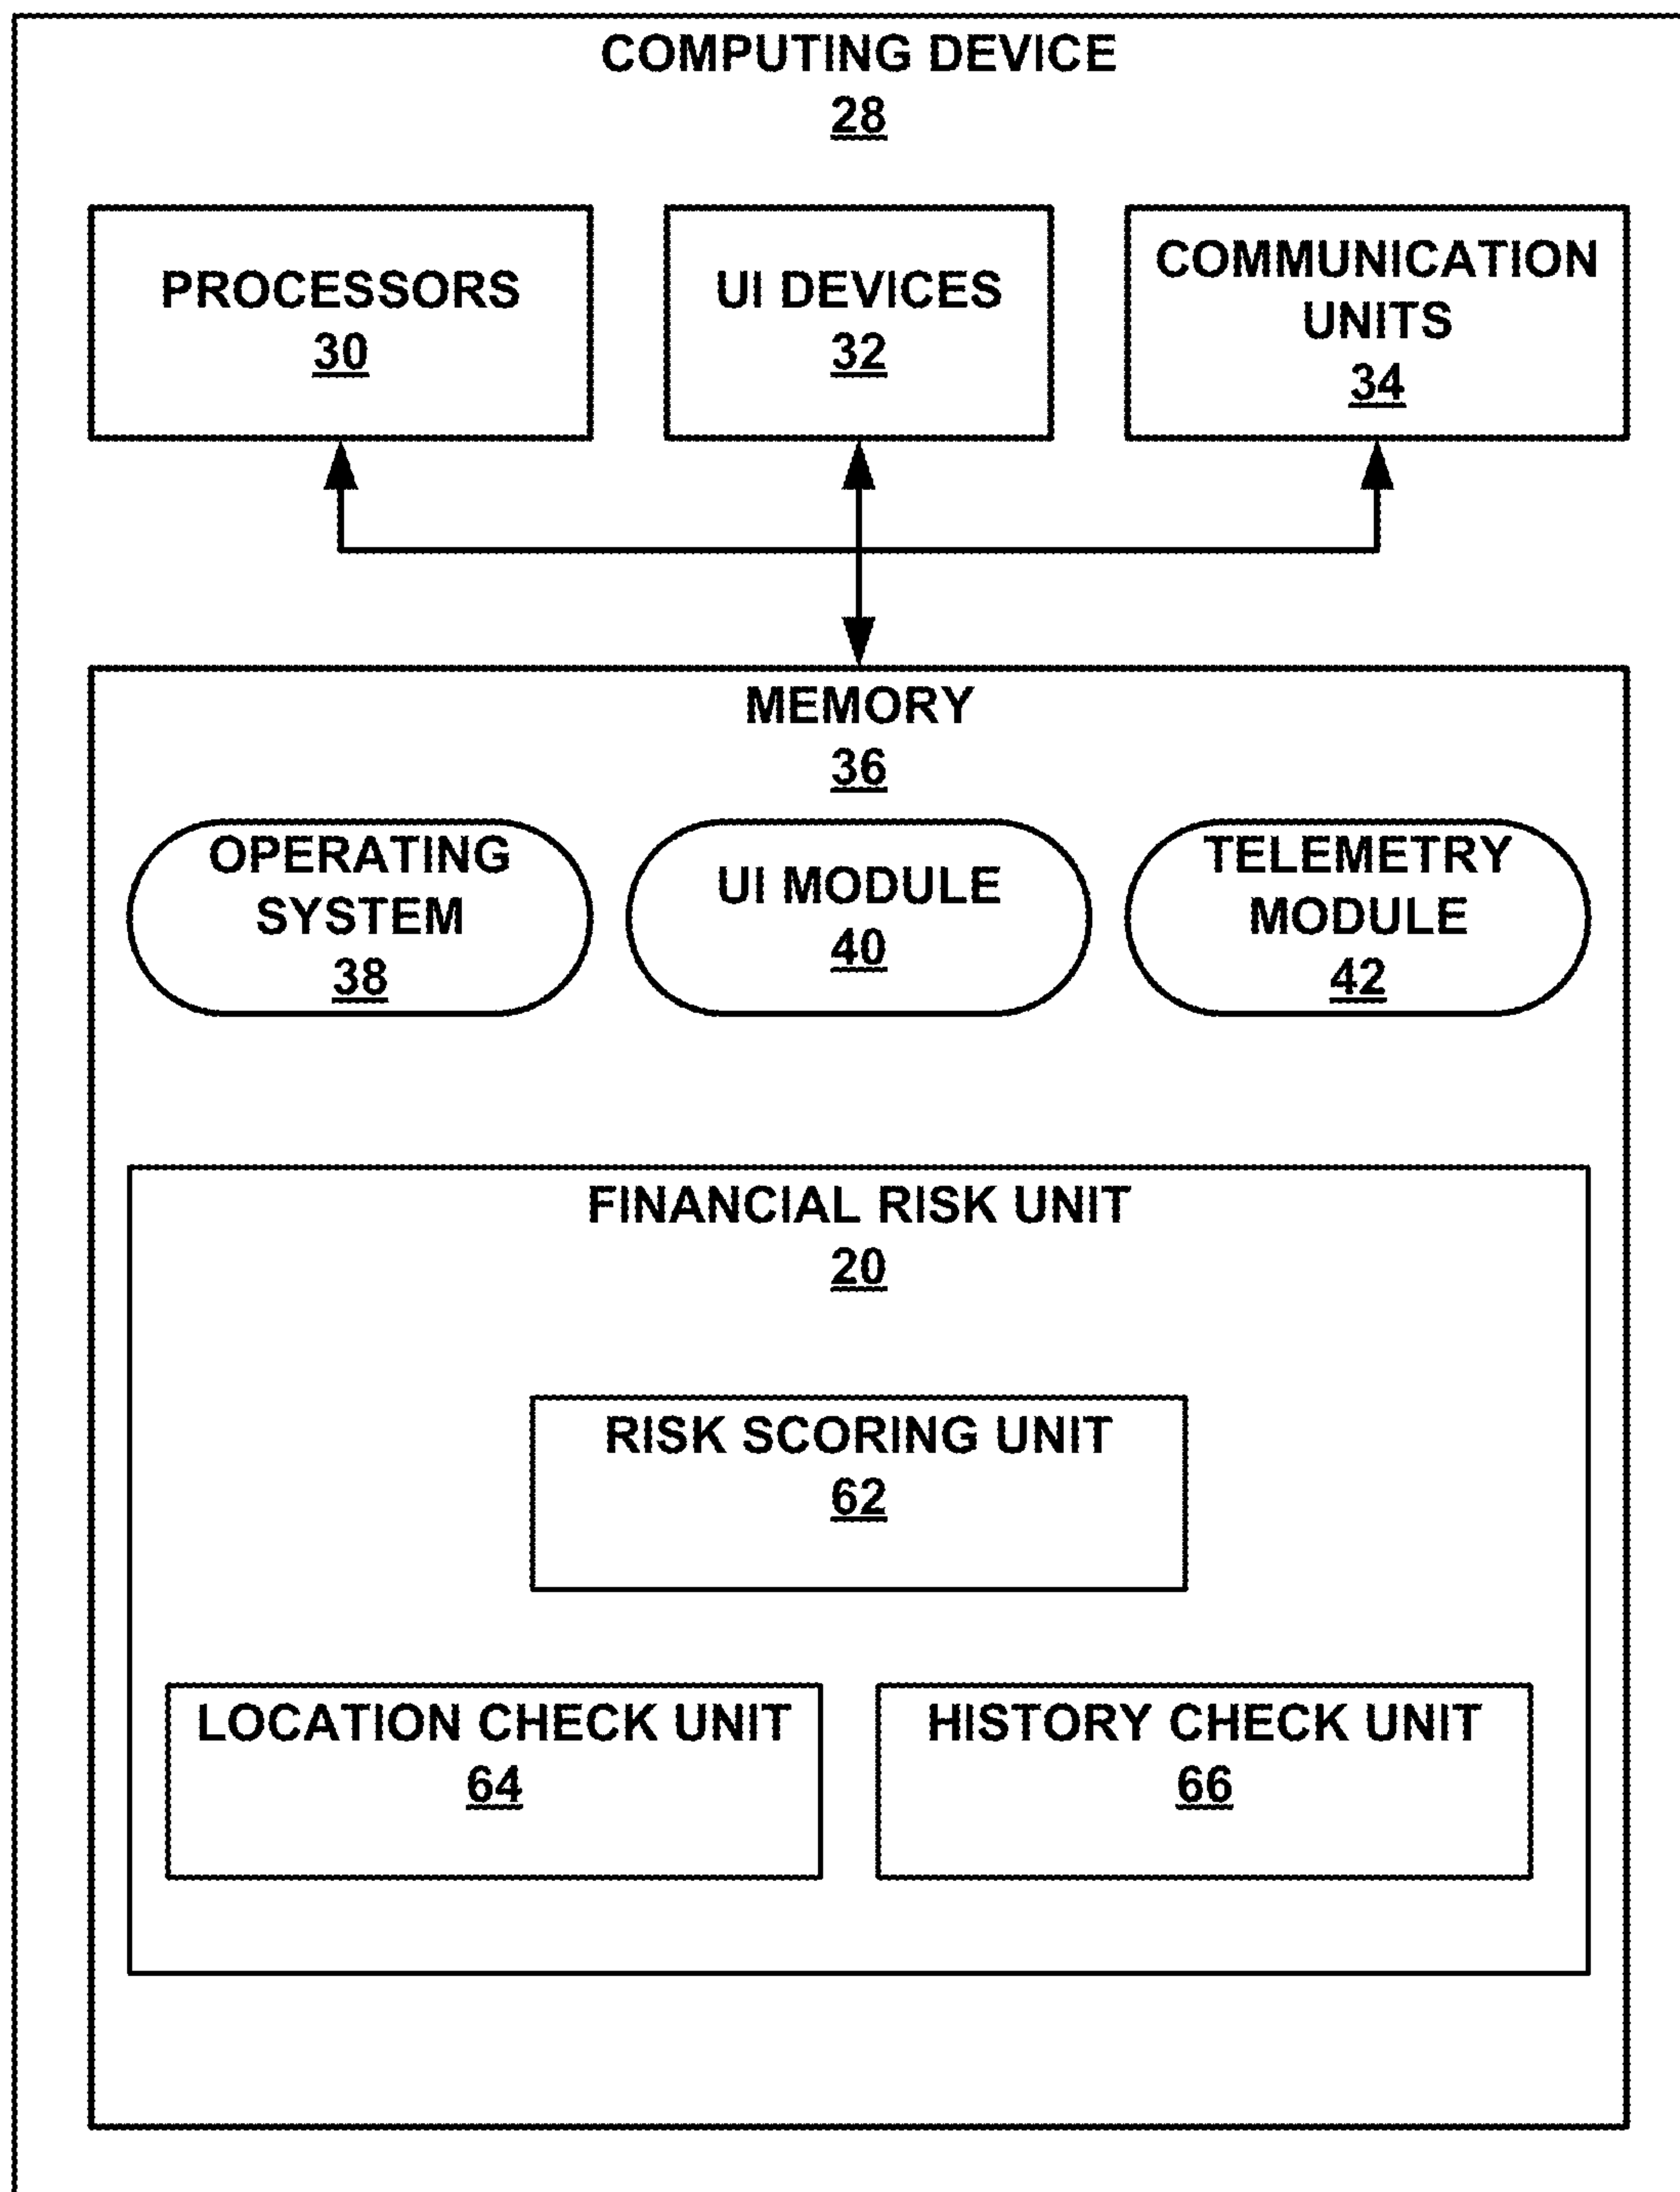 COMPUTING DEVICE
28
PROCESSORS
30
UI DEVICES
32
COMMUNICATION
UNITS
34
MEMORY
36
OPERATING
SYSTEM
38
UI MODULE
40
TELEMETRY
MODULE
42
FINANCIAL RISK UNIT
20
RISK SCORING UNIT
62
LOCATION CHECK UNIT
64
HISTORY CHECK UNIT
66